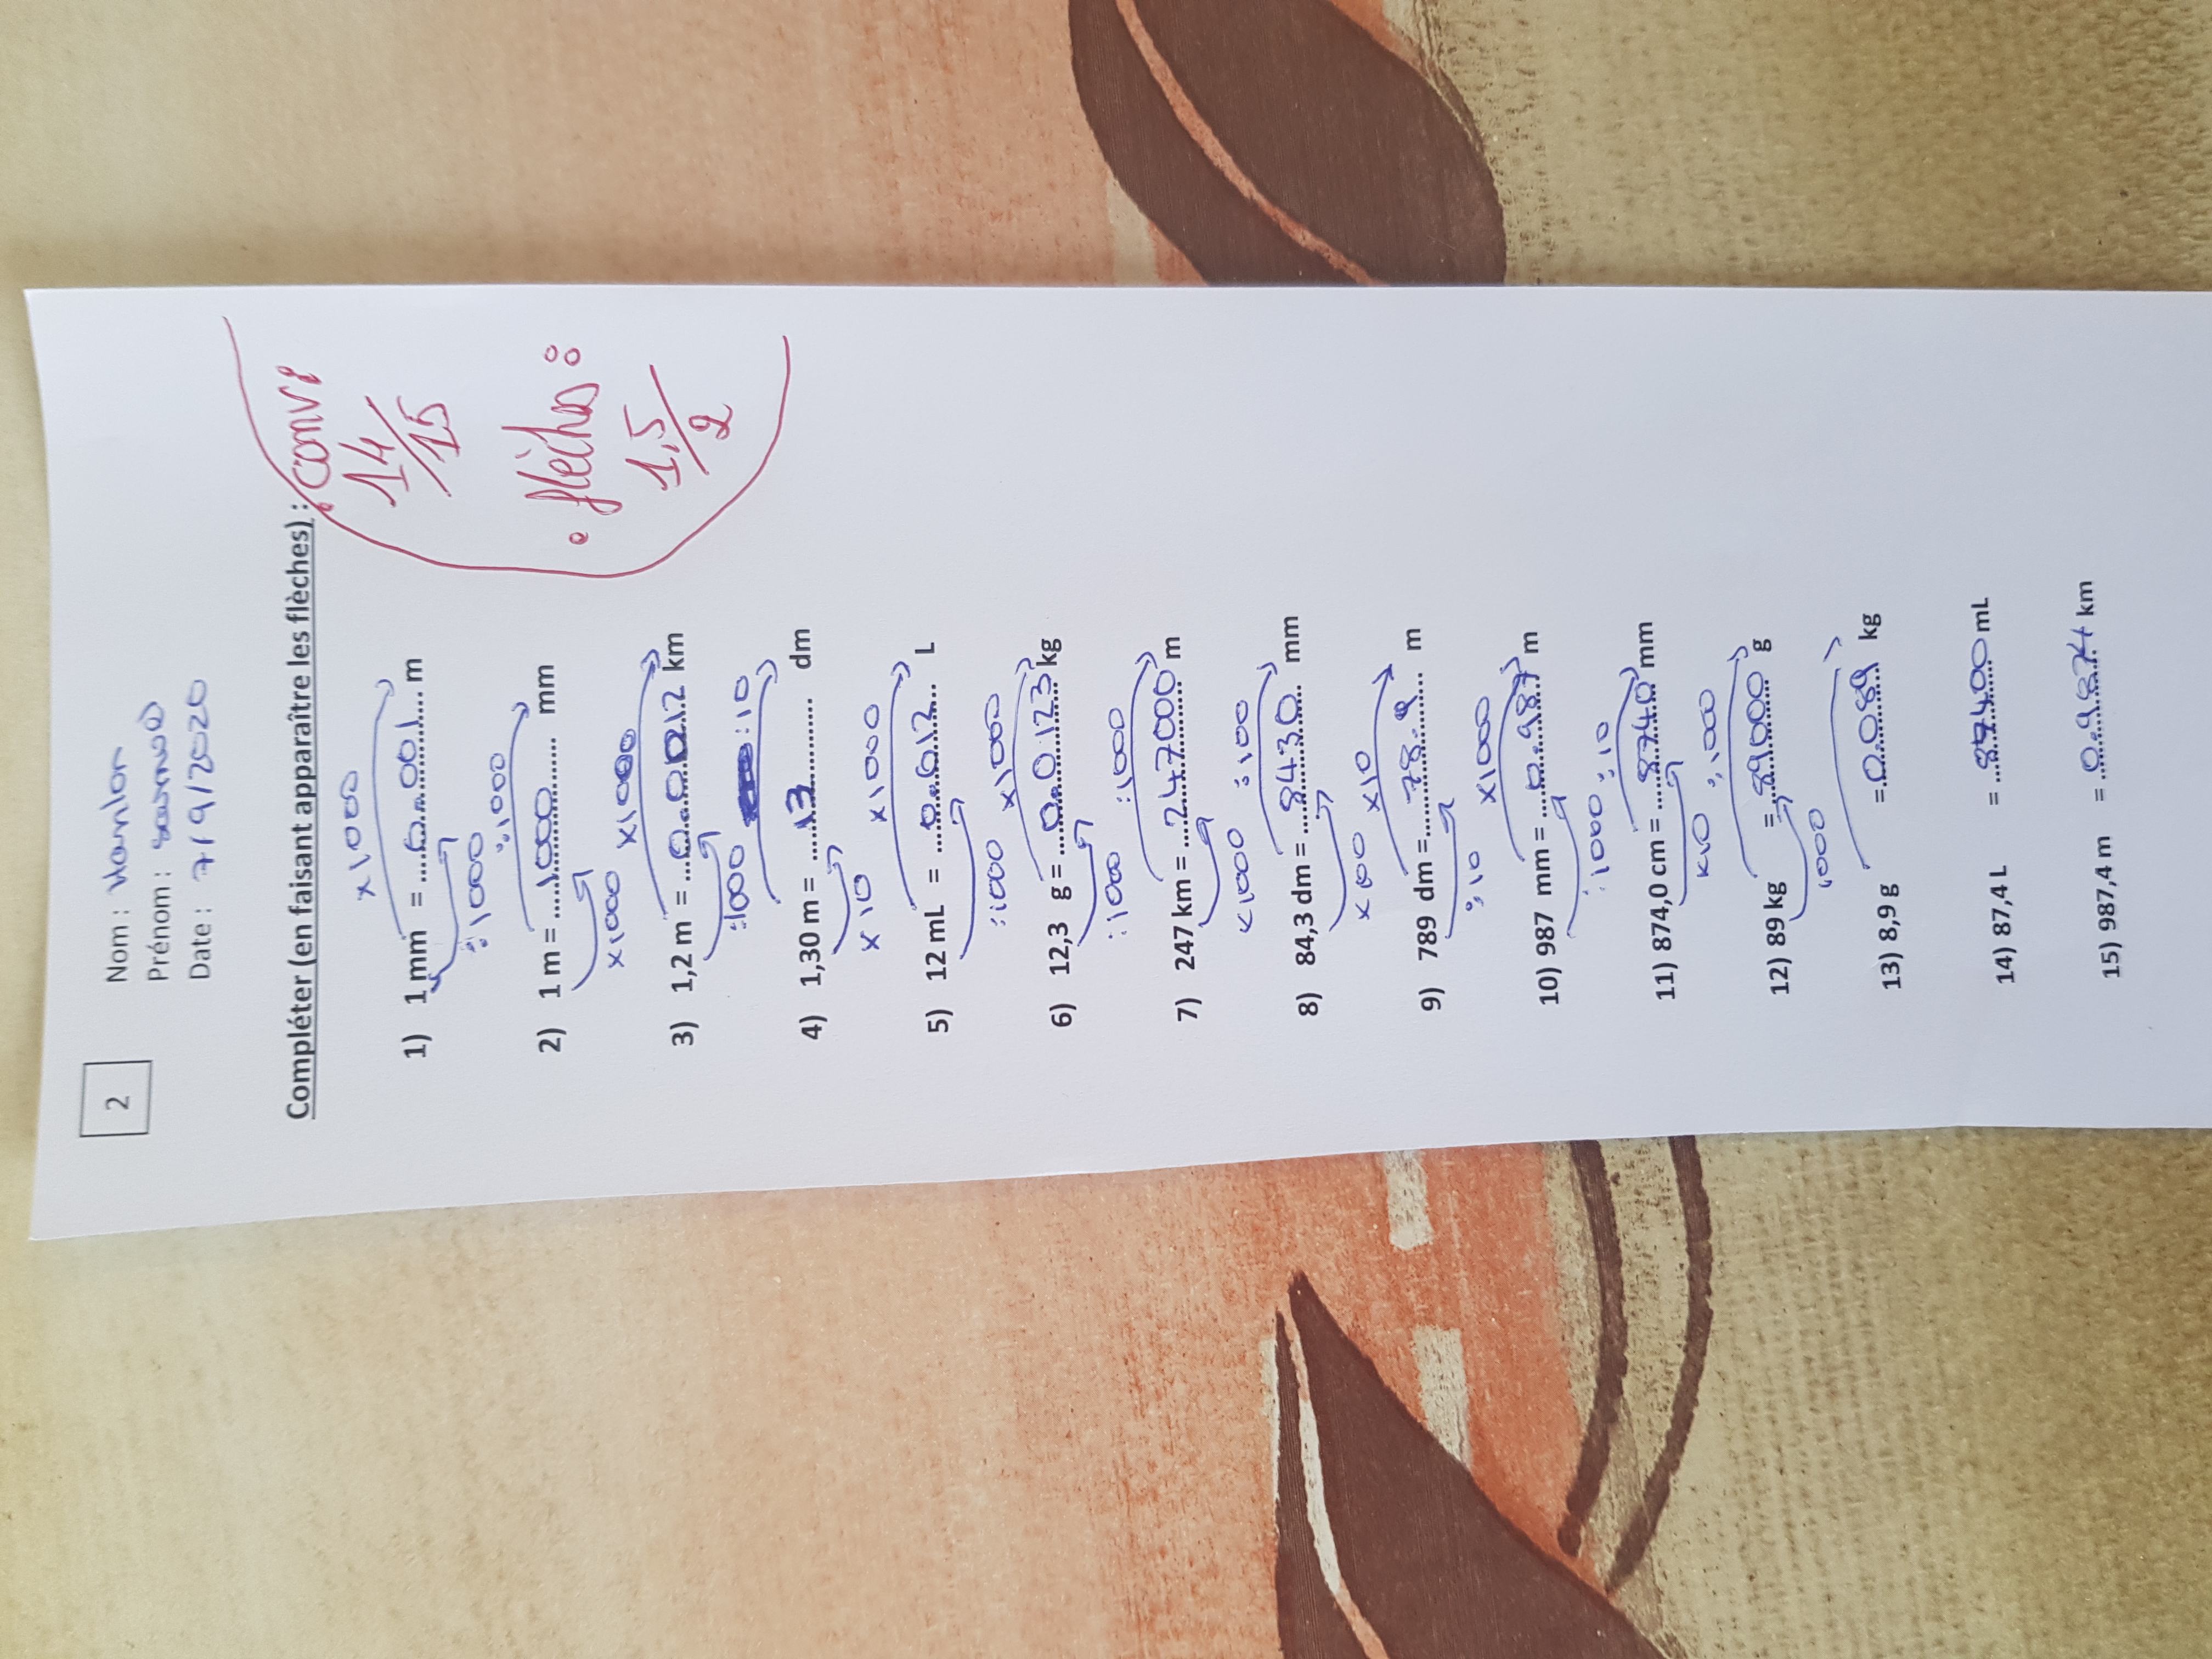 2
Nom : Hanlon
Prénom : samuel
Date : 7/9/2020
Compléter (en faisant apparaître les flèches) :
• conv:
14/15
• flèches :
1,5/2
x1000
1) 1 mm = ....0.001.... m
:1000
:1000
2) 1 m = ....1000.... mm
x1000
x1000
3) 1,2 m = ...0.0012 km
:1000
:10
4) 1,30 m = ....13.... dm
x10
x1000
5) 12 mL = ....0.012... L
:1000
x1000
6) 12,3 g = ....0.0123 kg
:1000
:1000
7) 247 km = ....247000 m
x1000
:100
8) 84,3 dm = ....8430 mm
x100
x10
9) 789 dm =....78.9.... m
:10
x1000
10) 987 mm = ....0.987 m
:1000
:10
11) 874,0 cm = ....8740 mm
x10
:1000
12) 89 kg = ..89000 g
1000
13) 8,9 g =0.089 kg
14) 87,4 L = ..87400 mL
15) 987,4 m = 0.9874 km